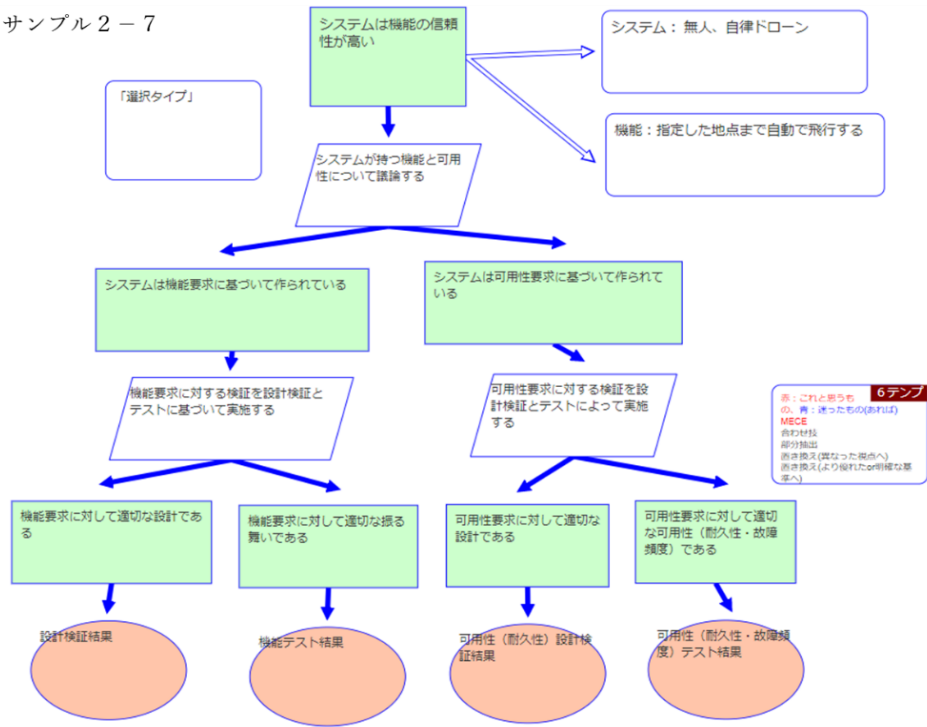 サンプル２－７
システムは機能の信頼
性が高い
システム： 無人、自律ドローン
「選択タイプ」
機能：指定した地点まで自動で飛行する
システムが持つ機能と可用
性について議論する
システムは機能要求に基づいて作られている
システムは可用性要求に基づいて作られて
いる
機能要求に対する検証を設計検証と
テストに基づいて実施する
可用性要求に対する検証を設
計検証とテストによって実施
する
6テンプ
赤：これと思うも
の、青：迷ったもの(あれば)
MECE
合わせ技
部分抽出
置き換え(異なった視点へ)
置き換え(より優れたor明確な基
準へ)
機能要求に対して適切な設計であ
る
機能要求に対して適切な振る
舞いである
可用性要求に対して適切な
設計である
可用性要求に対して適切
な可用性（耐久性・故障
頻度）である
設計検証結果
機能テスト結果
可用性（耐久性）設計検
証結果
可用性（耐久性・故障頻
度）テスト結果